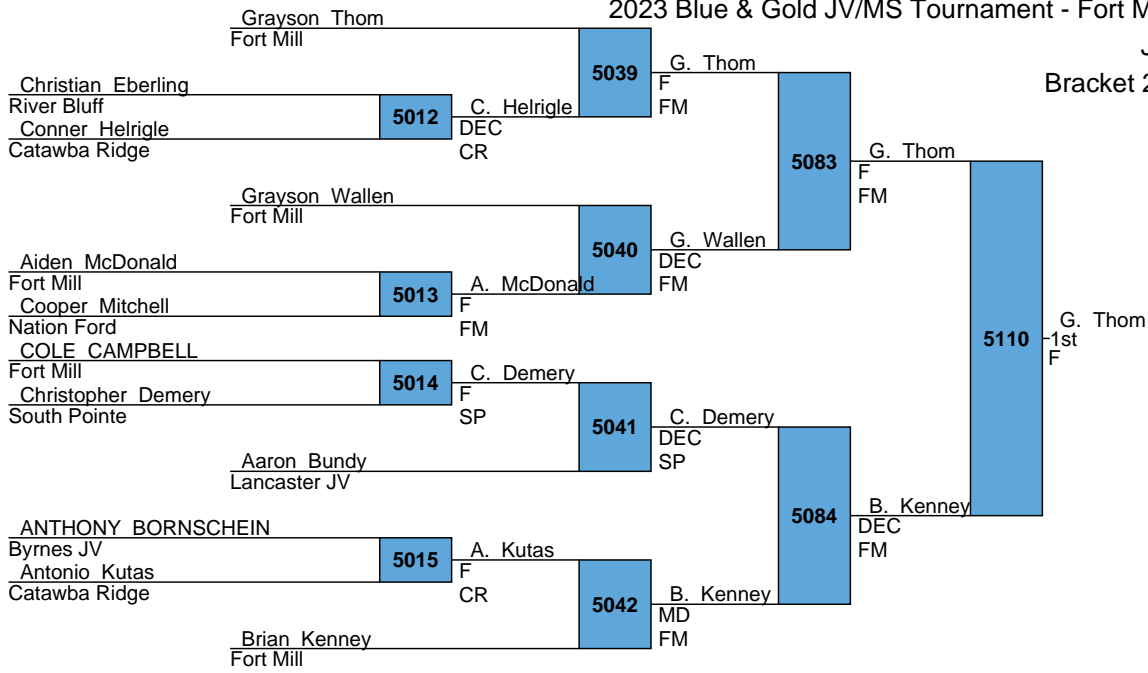 2023 Blue & Gold JV/MS Tournament - Fort M
J
Bracket 2
Grayson Thom
Fort Mill
Christian Eberling
River Bluff
5012
Conner Helrigle
Catawba Ridge
C. Helrigle
DEC
CR
5039
G. Thom
F
FM
Grayson Wallen
Fort Mill
Aiden McDonald
Fort Mill
5013
Cooper Mitchell
Nation Ford
A. McDonald
F
FM
5040
G. Wallen
DEC
FM
5083
G. Thom
F
FM
COLE CAMPBELL
Fort Mill
5014
Christopher Demery
South Pointe
C. Demery
F
SP
Aaron Bundy
Lancaster JV
5041
C. Demery
DEC
SP
ANTHONY BORNSCHEIN
Byrnes JV
5015
Antonio Kutas
Catawba Ridge
A. Kutas
F
CR
Brian Kenney
Fort Mill
5042
B. Kenney
MD
FM
5084
B. Kenney
DEC
FM
5110
G. Thom
1st
F